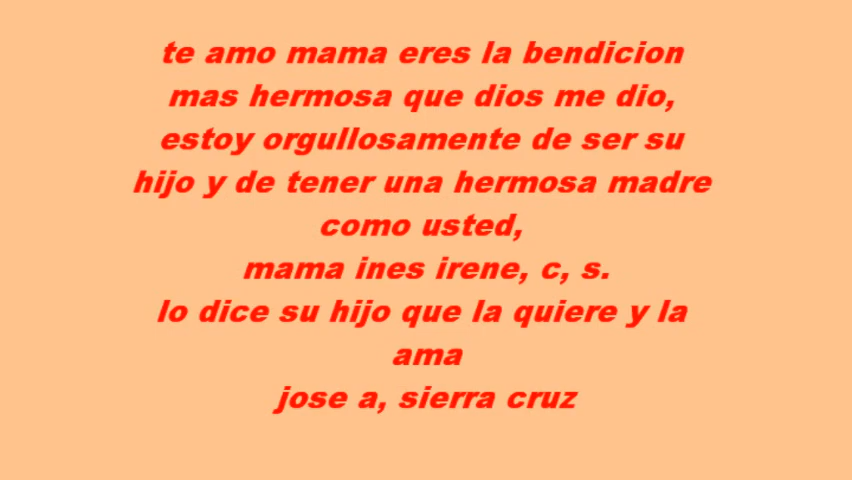 te amo mama eres la bendicion
mas hermosa que dios me dio,
estoy orgullosamente de ser su
hijo y de tener una hermosa madre
como usted,
mama ines irene, c, s.
lo dice su hijo que la quiere y la
ama
jose a, sierra cruz